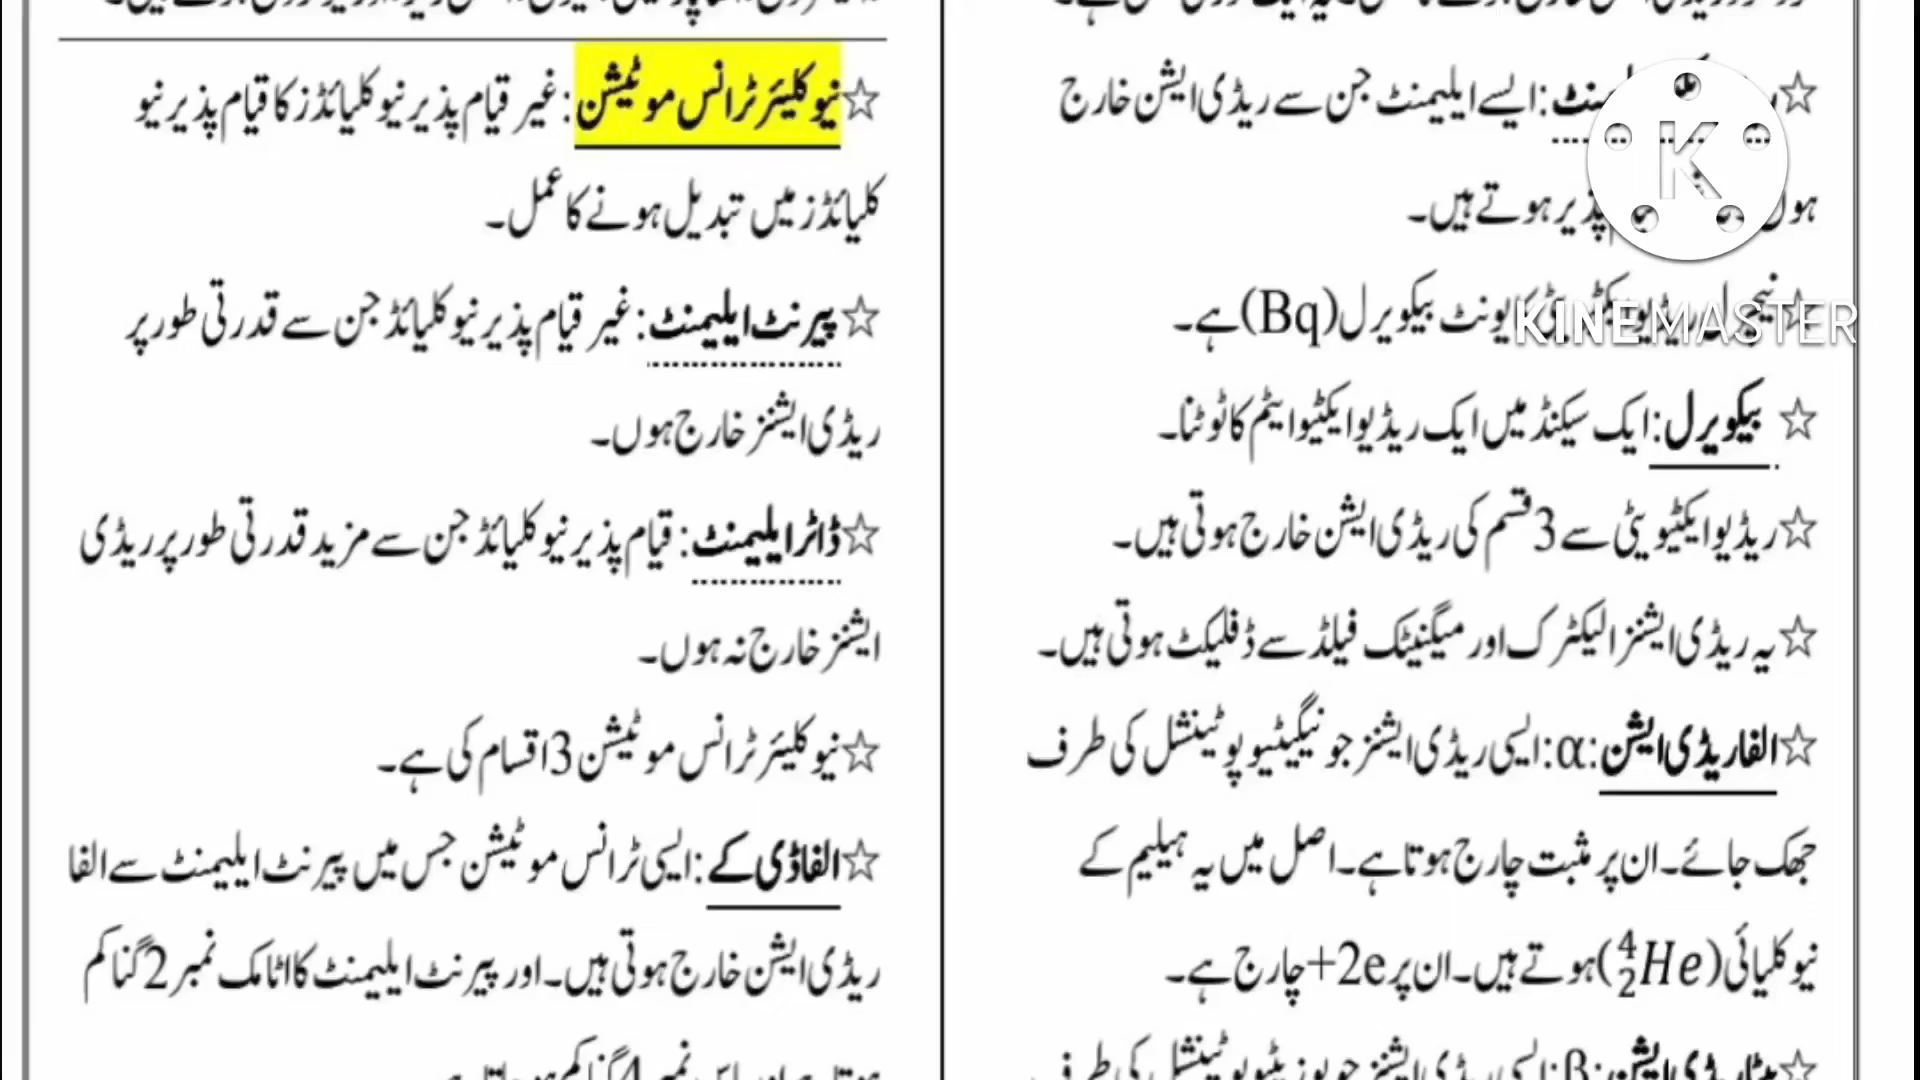 ایسے ایلیمنٹ جن سے ریڈی ایشن خارج
پذیر ہوتے ہیں۔
یونٹ بیکویرل(Bq)ہے۔
☆ بیکویرل:ایک سیکنڈ میں ایک ریڈیو ایکٹیو ایٹم کا ٹوٹنا۔
☆ریڈیو ایکٹیویٹی سے 3 قسم کی ریڈی ایشن خارج ہوتی ہیں۔
☆یہ ریڈی ایشنز الیکٹرک اور میگنیٹک فیلڈ سے ڈفلیکٹ ہوتی ہیں۔
☆الفا ریڈی ایشن:α:ایسی ریڈی ایشنز جو نیگیٹیو پوٹینشل کی طرف
جھک جائے۔ان پر مثبت چارج ہوتا ہے۔اصل میں یہ ہیلیم کے
نیوکلیائی(⁴₂He)ہوتے ہیں۔ان پر +2e چارج ہے۔
☆نیوکلیئر ٹرانس موٹیشن:غیر قیام پذیر نیوکلیائڈز کا قیام پذیر نیو
کلیائڈز میں تبدیل ہونے کا عمل۔
☆پیرنٹ ایلیمنٹ:غیر قیام پذیر نیوکلیائڈ جن سے قدرتی طور پر
ریڈی ایشنز خارج ہوں۔
☆ڈاٹر ایلیمنٹ:قیام پذیر نیوکلیائڈ جن سے مزید قدرتی طور پر ریڈی
ایشنز خارج نہ ہوں۔
☆نیوکلیئر ٹرانس موٹیشن 3 اقسام کی ہے۔
☆الفا ڈی کے:ایسی ٹرانس موٹیشن جس میں پیرنٹ ایلیمنٹ سے الفا
ریڈی ایشن خارج ہوتی ہیں۔اور پیرنٹ ایلیمنٹ کا اٹامک نمبر 2 گنا کم
K
KINEMASTER